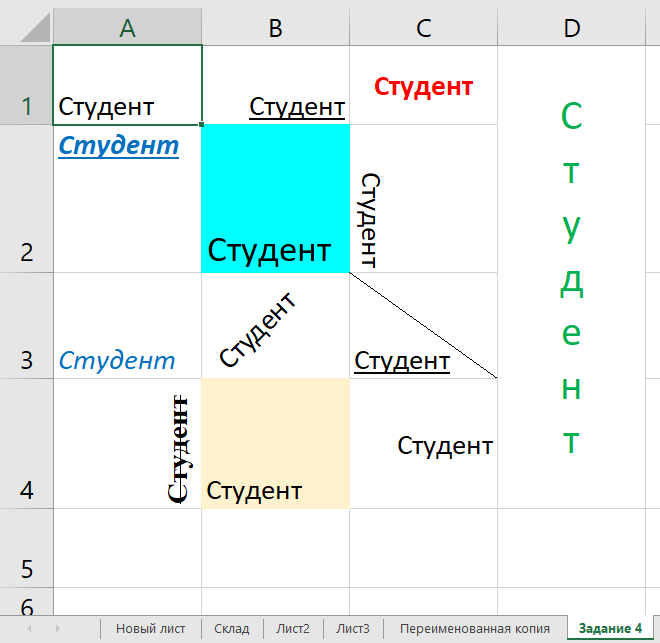 A B C D
1 Студент Студент Студент
Студент
2 Студент Студент
Студент
3 Студент Студент
Студент
4 Студент Студент
Студент
5
6
Новый лист Склад Лист2 Лист3 Переименованная копия Задание 4